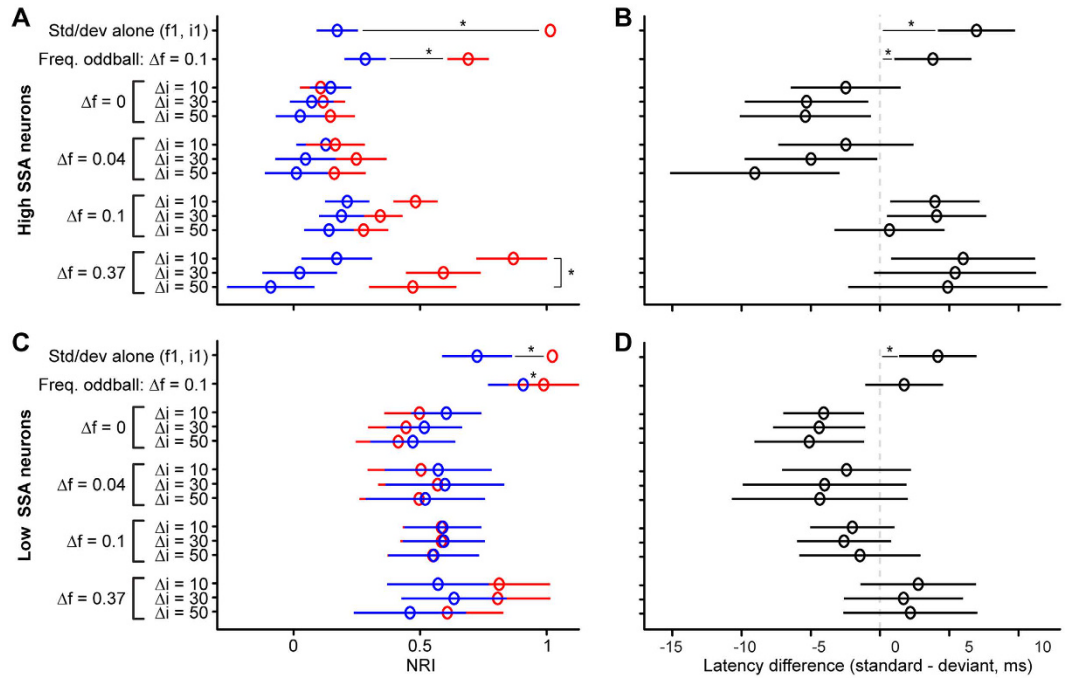 A
B
Std/dev alone (f1, i1)
*
*
Freq. oddball: Δf = 0.1
*
*
High SSA neurons
Δf = 0
Δi = 10
Δi = 30
Δi = 50
Δf = 0.04
Δi = 10
Δi = 30
Δi = 50
Δf = 0.1
Δi = 10
Δi = 30
Δi = 50
Δf = 0.37
Δi = 10
Δi = 30
Δi = 50
*
C
D
Std/dev alone (f1, i1)
*
*
Freq. oddball: Δf = 0.1
*
Low SSA neurons
Δf = 0
Δi = 10
Δi = 30
Δi = 50
Δf = 0.04
Δi = 10
Δi = 30
Δi = 50
Δf = 0.1
Δi = 10
Δi = 30
Δi = 50
Δf = 0.37
Δi = 10
Δi = 30
Δi = 50
0 0.5 1
NRI
-15 -10 -5 0 5 10
Latency difference (standard - deviant, ms)